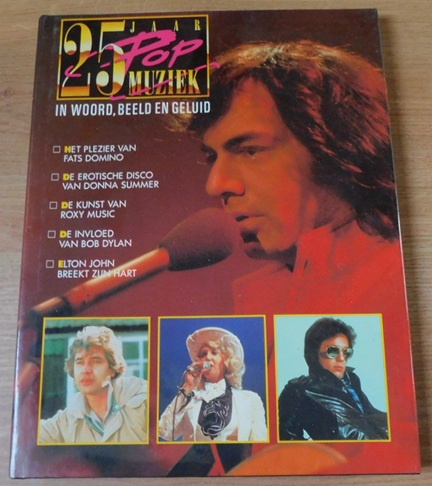 25 JAAR
Pop
MUZIEK
IN WOORD, BEELD EN GELUID
HET PLEZIER VAN
FATS DOMINO
DE EROTISCHE DISCO
VAN DONNA SUMMER
DE KUNST VAN
ROXY MUSIC
DE INVLOED
VAN BOB DYLAN
ELTON JOHN
BREEKT ZIJN HART